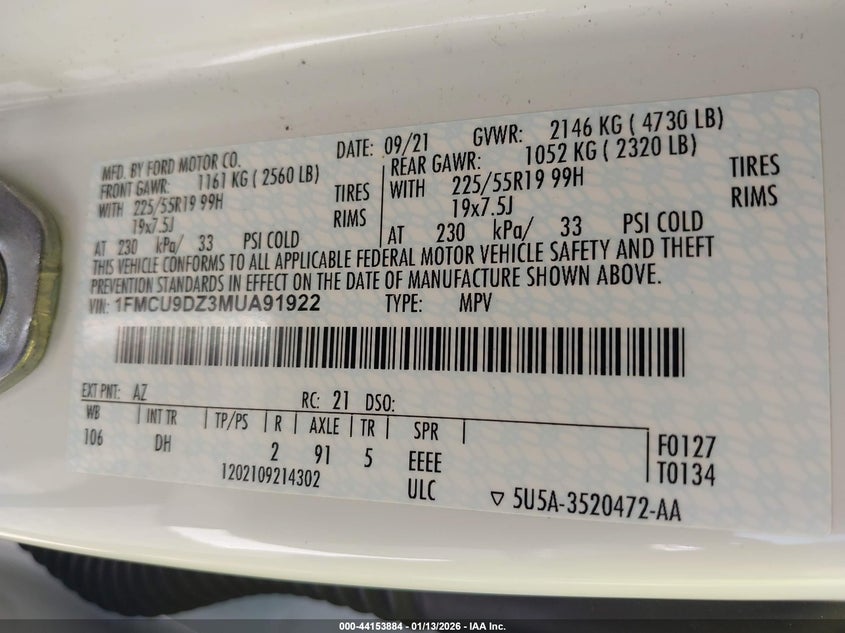 MFD. BY FORD MOTOR CO. DATE: 09/21 GVWR: 2146 KG ( 4730 LB)
FRONT GAWR: 1161 KG ( 2560 LB) REAR GAWR: 1052 KG ( 2320 LB)
WITH 225/55R19 99H TIRES WITH 225/55R19 99H TIRES
19x7.5J RIMS 19x7.5J RIMS
AT 230 kPa/ 33 PSI COLD AT 230 kPa/ 33 PSI COLD
THIS VEHICLE CONFORMS TO ALL APPLICABLE FEDERAL MOTOR VEHICLE SAFETY AND THEFT
PREVENTION STANDARDS IN EFFECT ON THE DATE OF MANUFACTURE SHOWN ABOVE.
VIN: 1FMCU9DZ3MUA91922 TYPE: MPV
EXT PNT: AZ RC: 21 DSO:
WB INT TR TP/PS R AXLE TR SPR
106 DH 2 91 5 EEEE F0127
1202109214302 ULC T0134
▽ 5U5A-3520472-AA
000-44153884 | 01/13/2026 - IAA Inc.